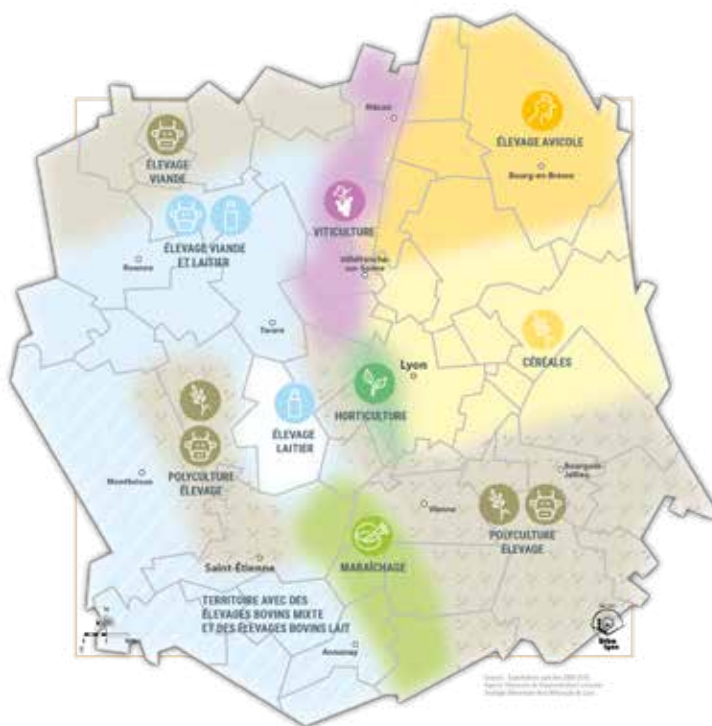 Mâcon
ÉLEVAGE
VIANDE
ÉLEVAGE AVICOLE
Bourg-en-Bresse
VITICULTURE
ÉLEVAGE VIANDE
ET LAITIER
Roanne
Villefranche-
sur-Saône
Tarare
CÉRÉALES
Lyon
HORTICULTURE
ÉLEVAGE
LAITIER
POLYCULTURE
ÉLEVAGE
Montbrison
Bourgoin-
Jallieu
Vienne
POLYCULTURE
ÉLEVAGE
MARAÎCHAGE
Saint-Étienne
TERRITOIRE AVEC DES
ÉLEVAGES BOVINS MIXTE
ET DES ÉLEVAGES BOVINS LAIT
Annonay
Urba
Lyon